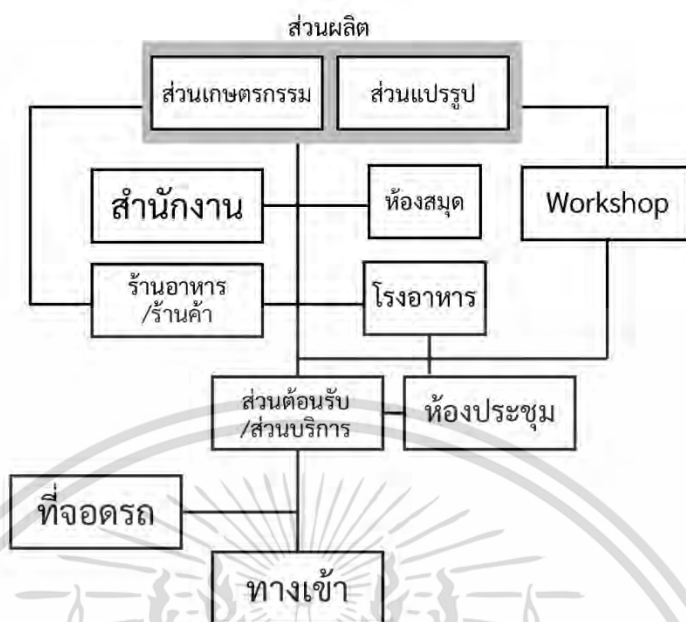 ส่วนผลิต
ส่วนเกษตรกรรม
ส่วนแปรรูป
สำนักงาน
ห้องสมุด
Workshop
ร้านอาหาร
/ร้านค้า
โรงอาหาร
ส่วนต้อนรับ
/ส่วนบริการ
ห้องประชุม
ที่จอดรถ
ทางเข้า